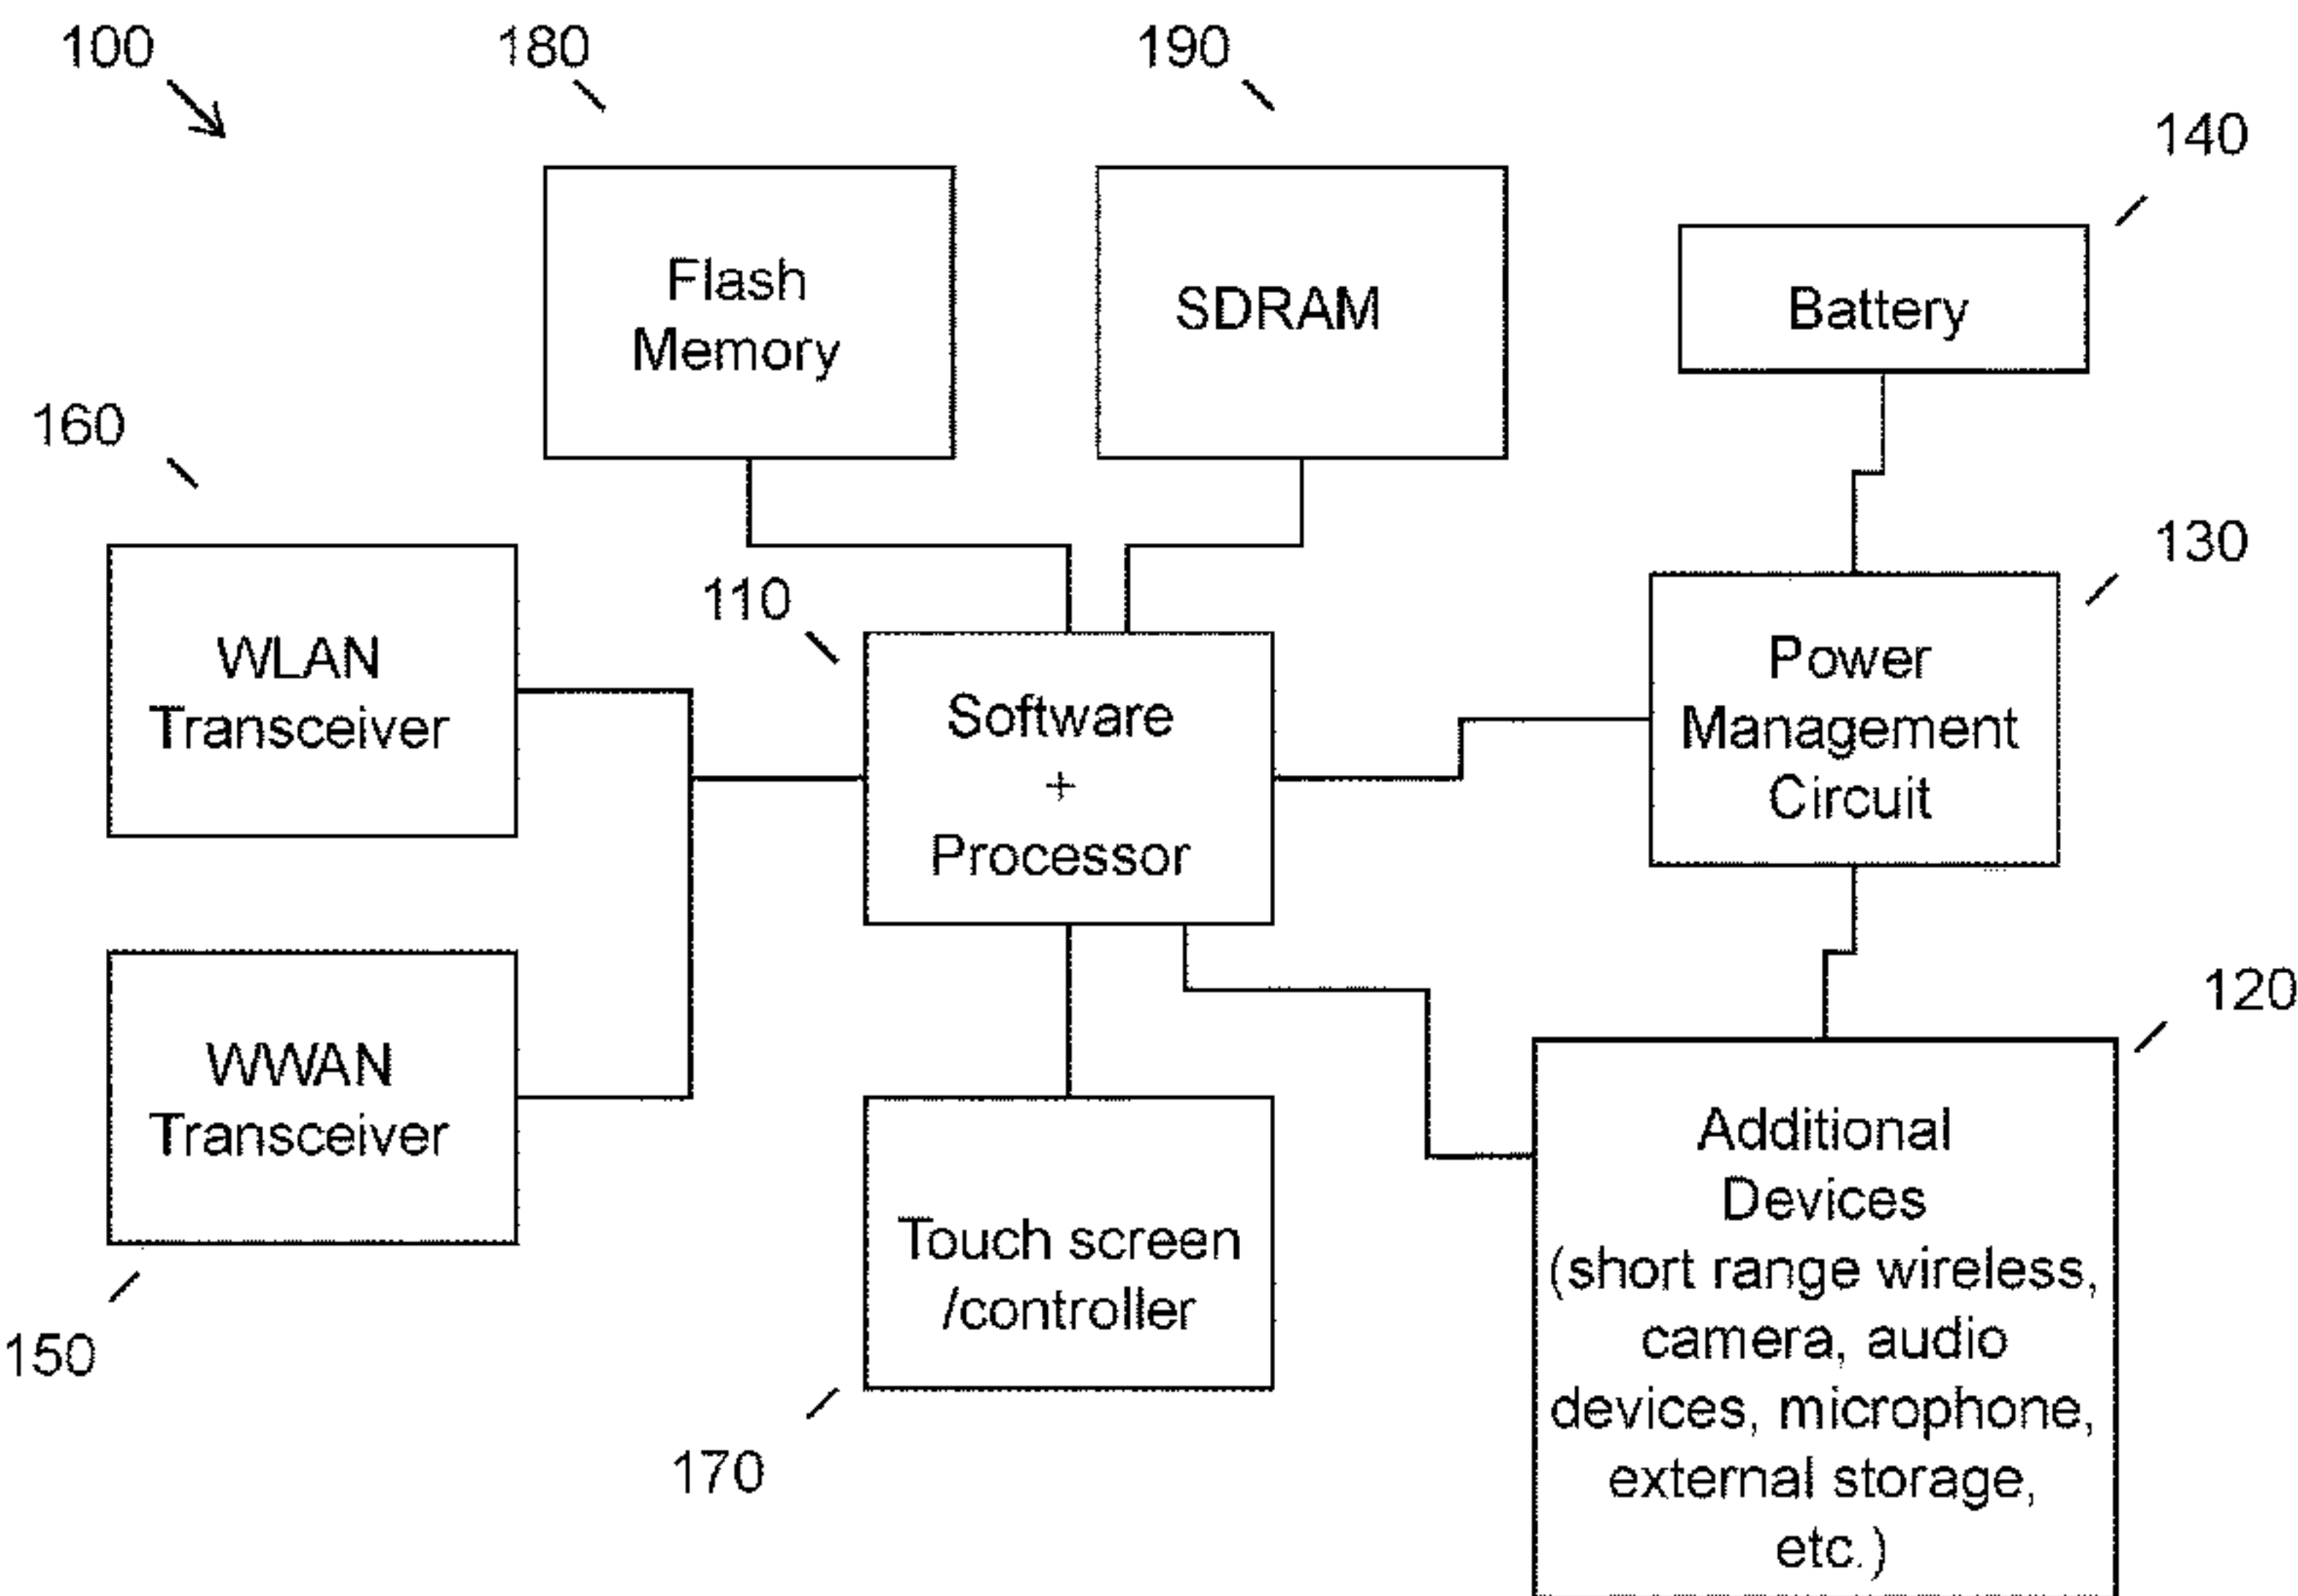 100
180
190
140
Flash
Memory
SDRAM
Battery
160
130
110
WLAN
Transceiver
Software
+
Processor
Power
Management
Circuit
120
WWAN
Transceiver
Touch screen
/controller
Additional
Devices
(short range wireless,
camera, audio
devices, microphone,
external storage,
etc.)
150
170